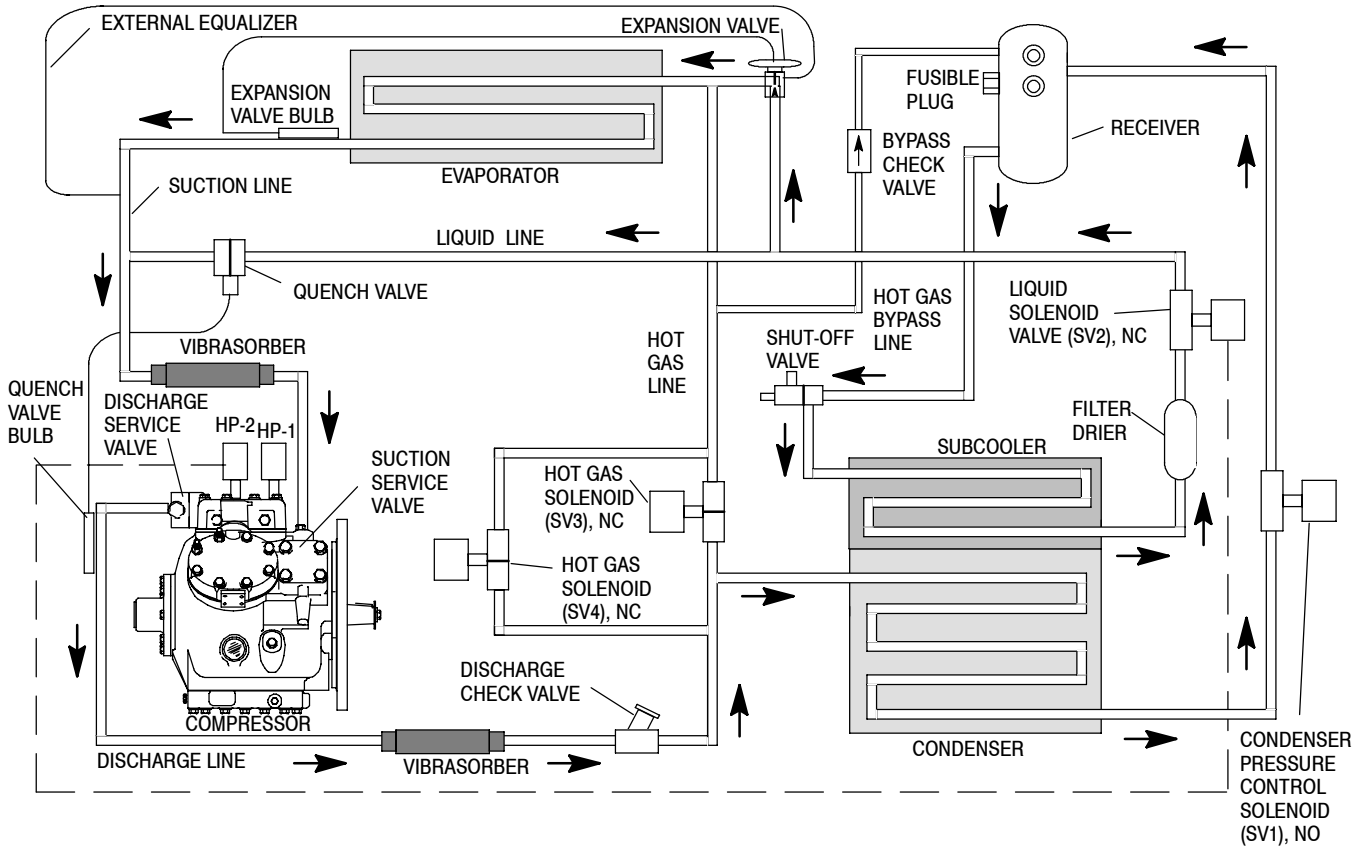 EXTERNAL EQUALIZER
EXPANSION VALVE
EXPANSION
VALVE BULB
FUSIBLE
PLUG
RECEIVER
BYPASS
CHECK
VALVE
EVAPORATOR
SUCTION LINE
LIQUID LINE
QUENCH VALVE
HOT GAS
BYPASS
LINE
LIQUID
SOLENOID
VALVE (SV2), NC
HOT
GAS
LINE
SHUT-OFF
VALVE
VIBRASORBER
QUENCH
VALVE
BULB
DISCHARGE
SERVICE
VALVE
HP-2
HP-1
SUCTION
SERVICE
VALVE
FILTER
DRIER
SUBCOOLER
HOT GAS
SOLENOID
(SV3), NC
HOT GAS
SOLENOID
(SV4), NC
DISCHARGE
CHECK VALVE
COMPRESSOR
DISCHARGE LINE
VIBRASORBER
CONDENSER
CONDENSER
PRESSURE
CONTROL
SOLENOID
(SV1), NO